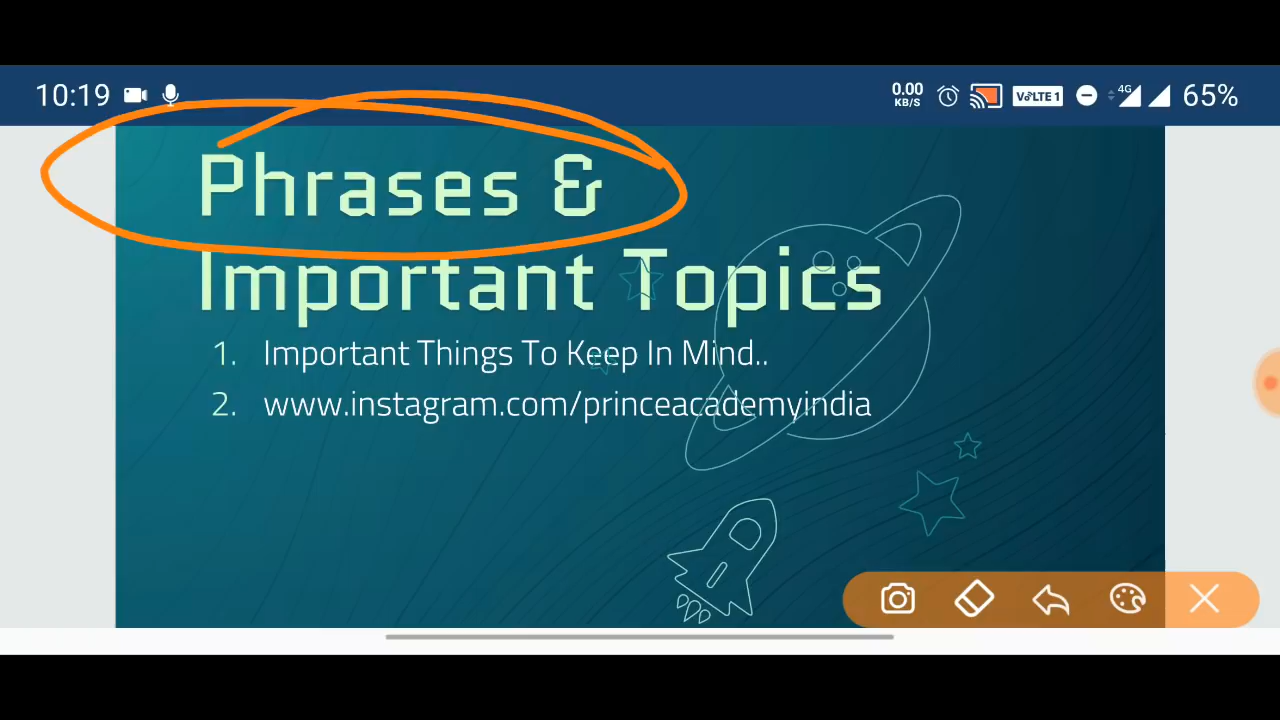 10:19 0.00 KB/S VoLTE 1 4G 65%
Phrases &
Important Topics
1. Important Things To Keep In Mind..
2. www.instagram.com/princeacademyindia